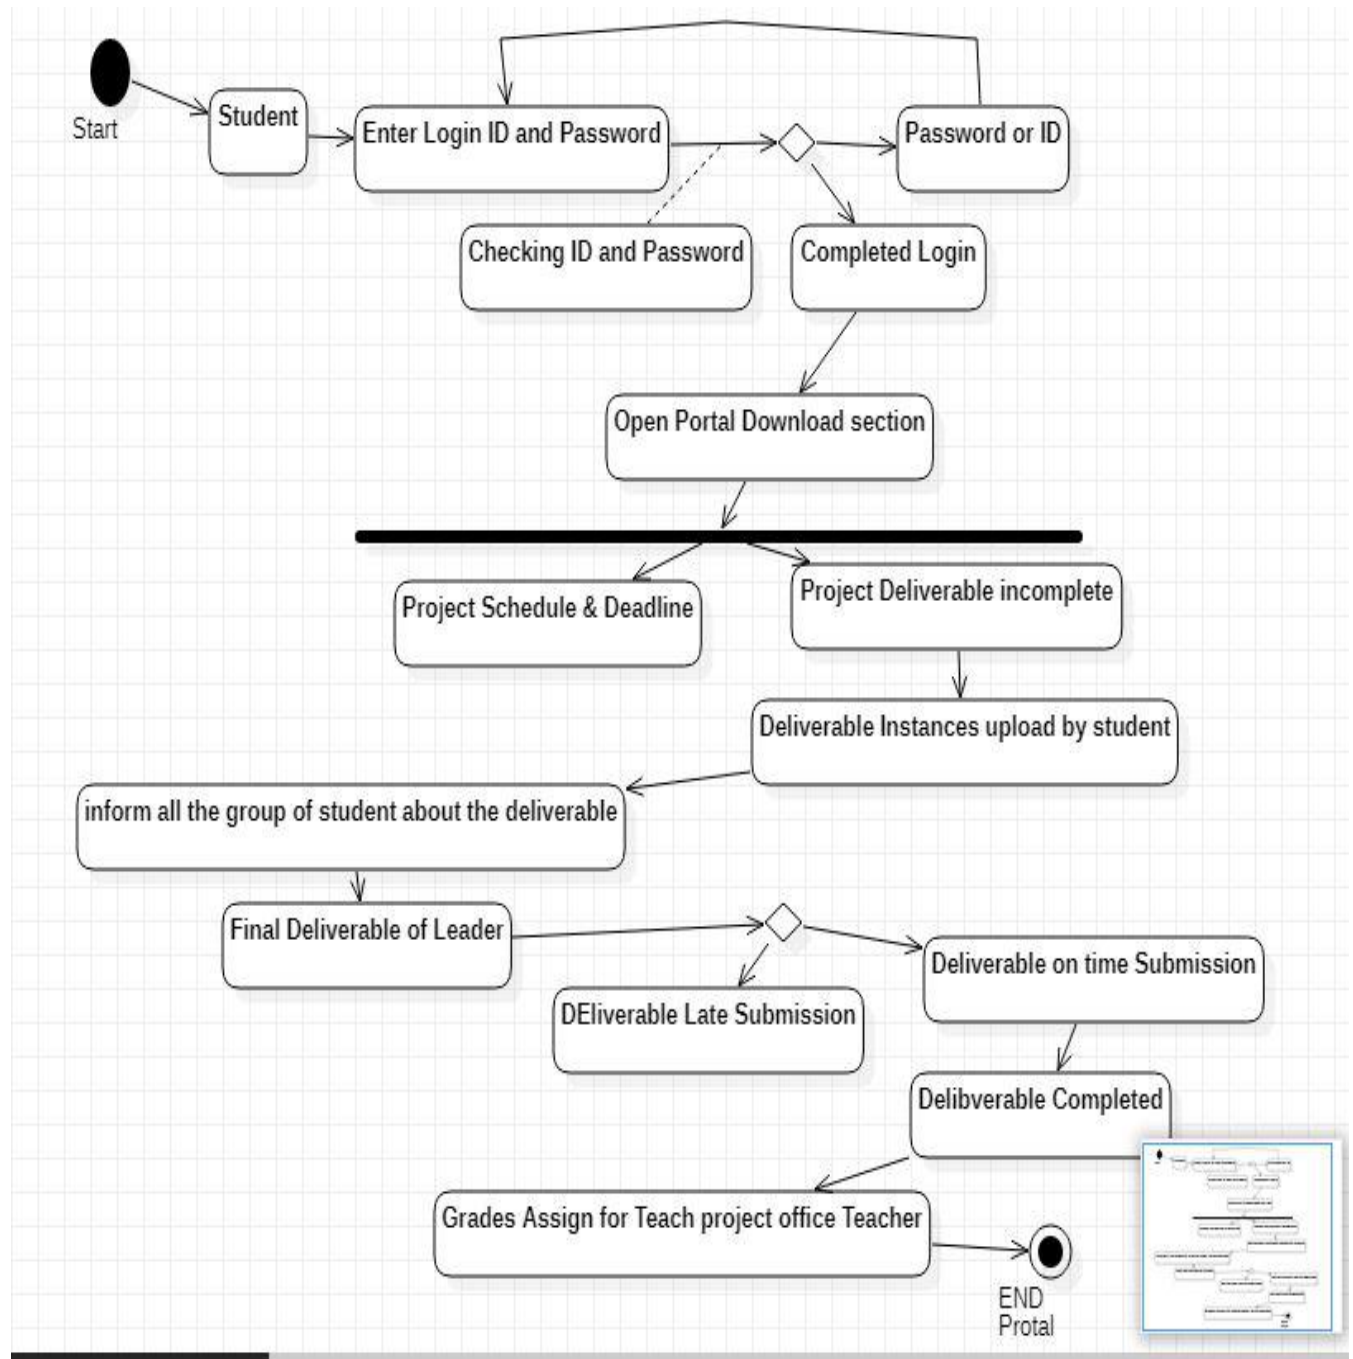 Start
Student
Enter Login ID and Password
Password or ID
Checking ID and Password
Completed Login
Open Portal Download section
Project Schedule & Deadline
Project Deliverable incomplete
Deliverable Instances upload by student
inform all the group of student about the deliverable
Final Deliverable of Leader
Deliverable on time Submission
DEliverable Late Submission
Delibverable Completed
Grades Assign for Teach project office Teacher
END
Protal